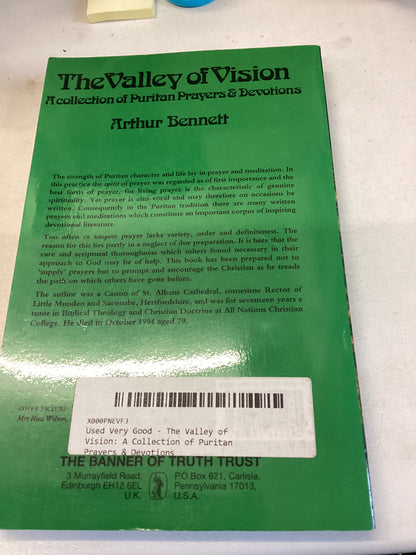 The Valley of Vision
A collection of Puritan Prayers & Devotions
Arthur Bennett
The strength of Puritan character and life lay in prayer and meditation. In
this practice the spirit of prayer was regarded as of first importance and the
best form of prayer, for living prayer is the characteristic of genuine
spirituality. Yet prayer is also vocal and may therefore on occasions be
written. Consequently in the Puritan tradition there are many written
prayers and meditations which constitute an important corpus of inspiring
devotional literature.
Too often ex tempore prayer lacks variety, order and definiteness. The
reason for this lies partly in a neglect of due preparation. It is here that the
care and scriptural thoroughness which others found necessary in their
approach to God may be of help. This book has been prepared not to
'supply' prayers but to prompt and encourage the Christian as he treads
the path on which others have gone before.
The author was a Canon of St. Albans Cathedral, sometime Rector of
Little Munden and Sacombe, Hertfordshire, and was for seventeen years a
tutor in Biblical Theology and Christian Doctrine at All Nations Christian
College. He died in October 1994 aged 79.
COVER PICTURE
Mrs Ross Wilson,
X000PNEVF3
Used Very Good - The Valley of
Vision: A Collection of Puritan
Prayers & Devotions
THE BANNER OF TRUTH TRUST
3 Murrayfield Road,
Edinburgh EH12 6EL
U.K.
P.O.Box 621, Carlisle,
Pennsylvania 17013,
U.S.A.